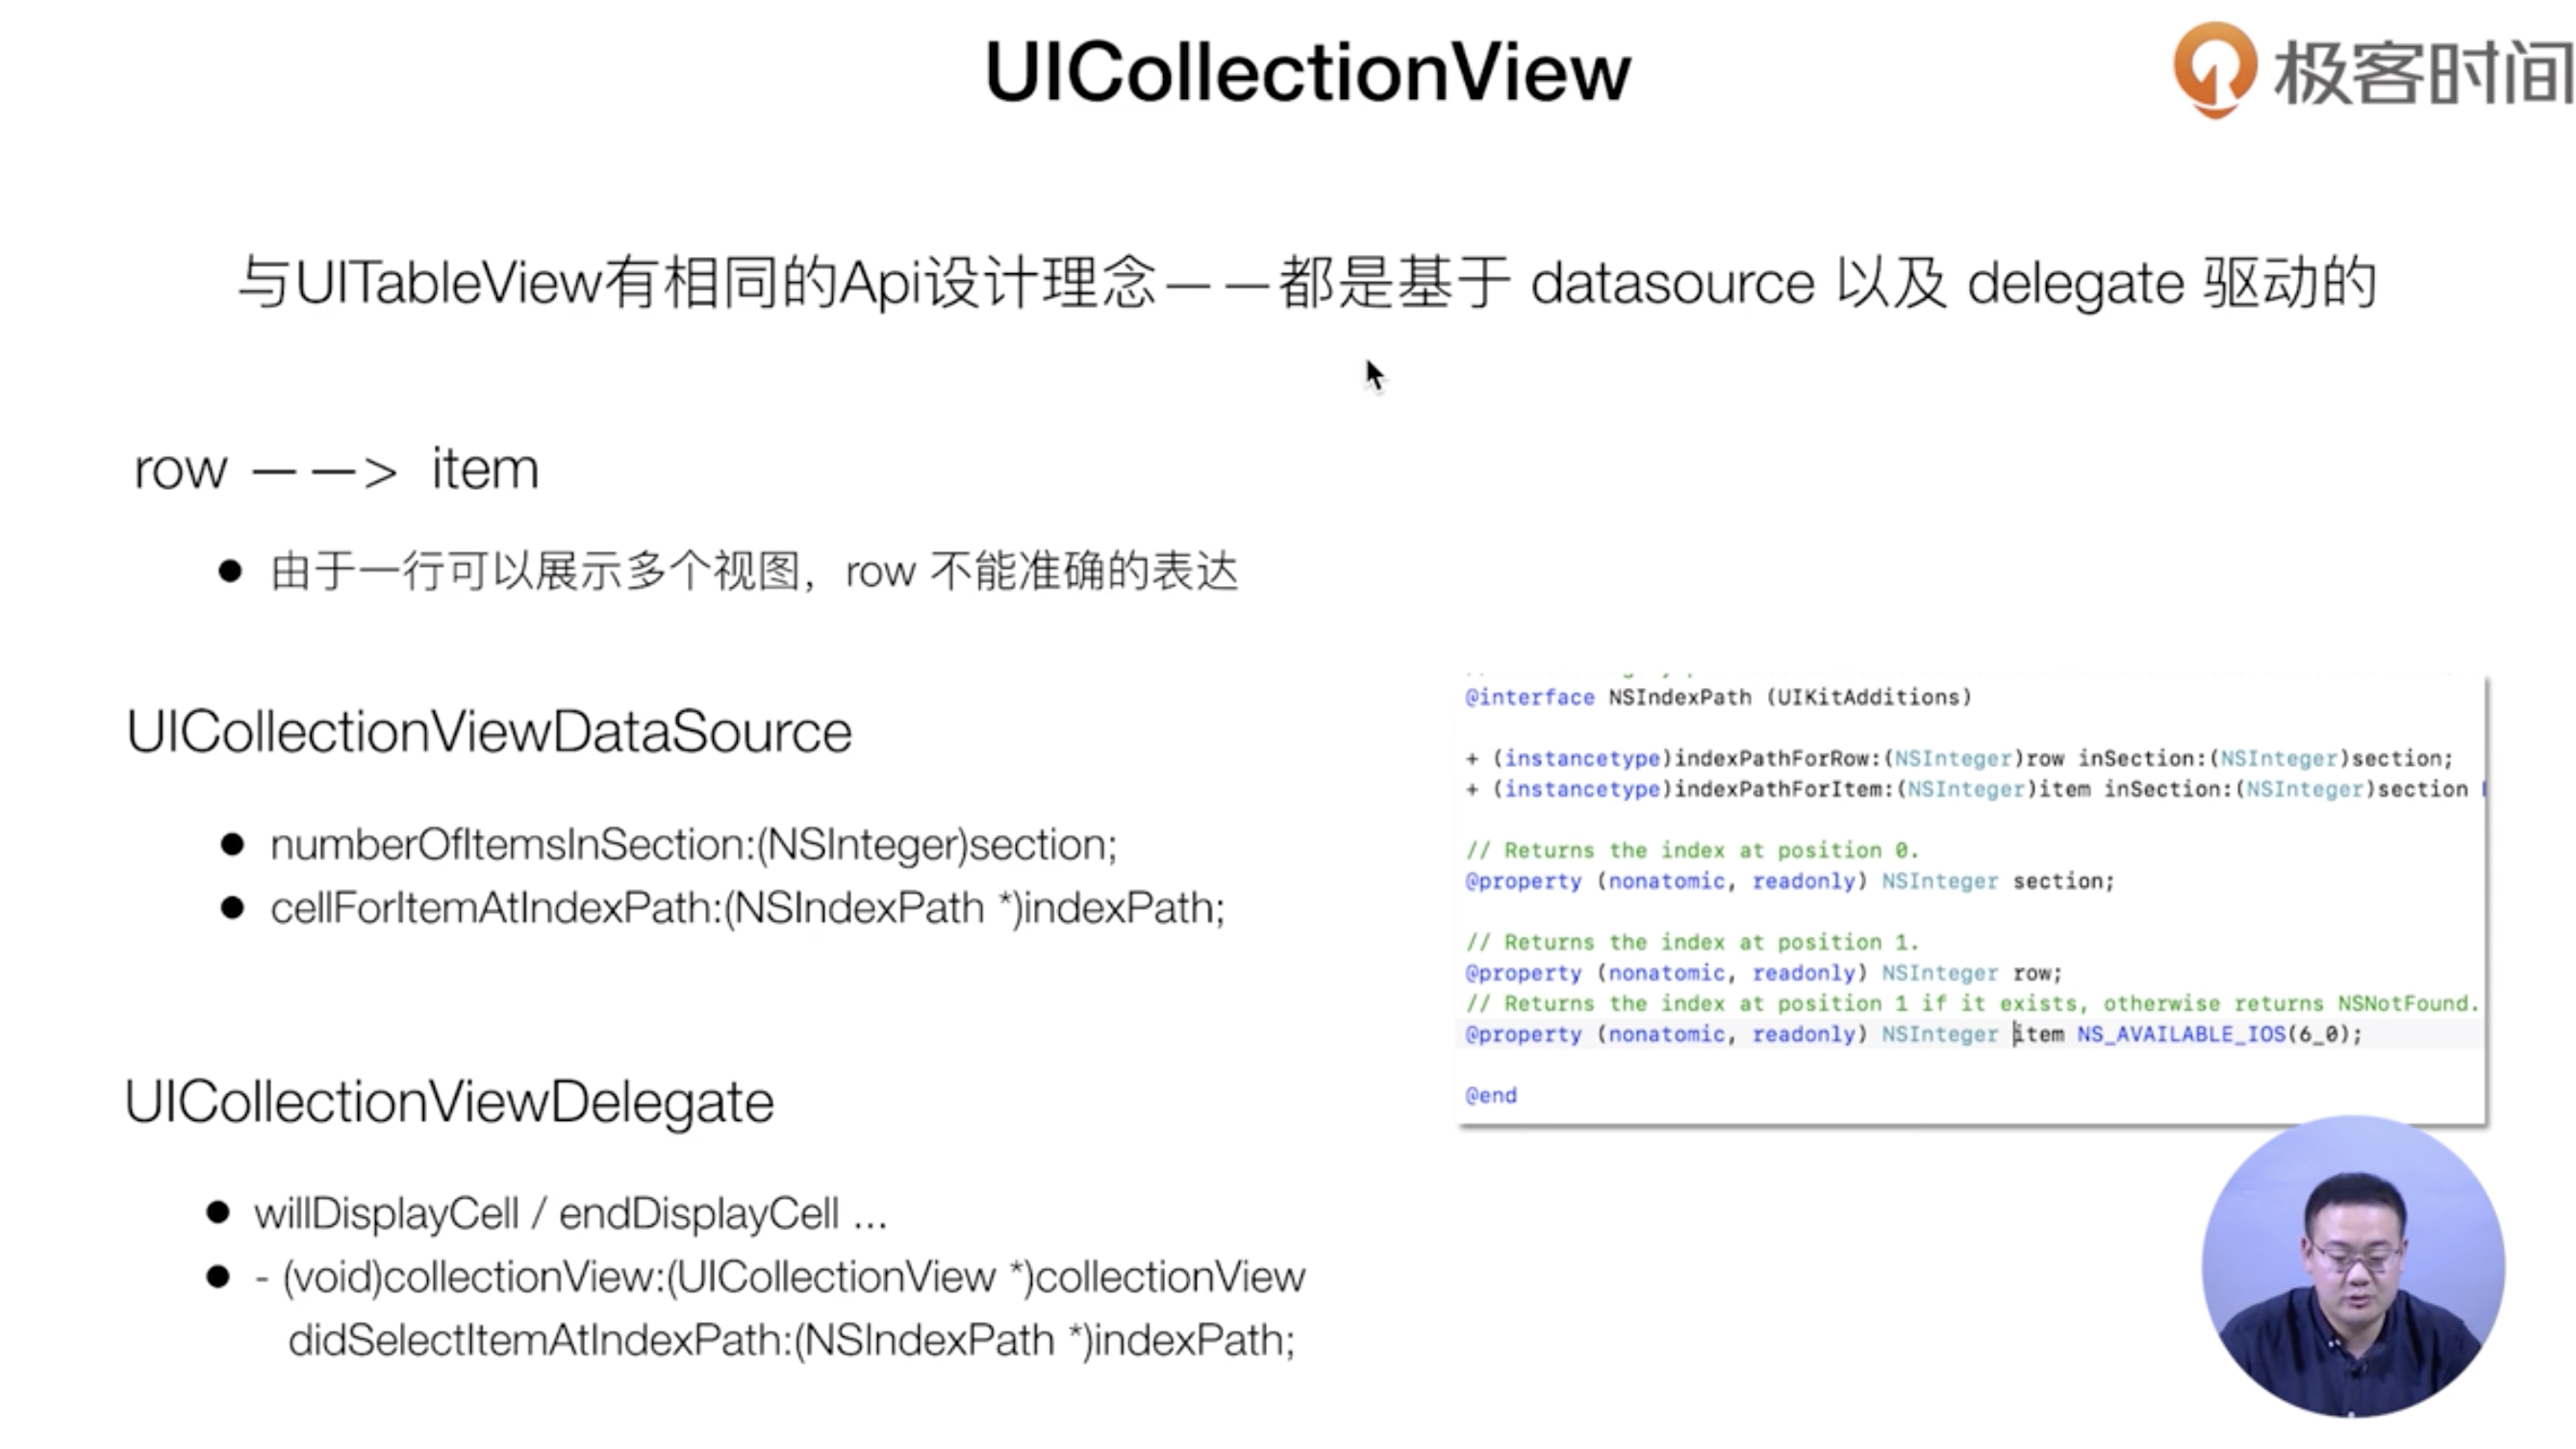 UICollectionView
极客时间
与UITableView有相同的Api设计理念——都是基于 datasource 以及 delegate 驱动的
row ——> item
● 由于一行可以展示多个视图，row 不能准确的表达
UICollectionViewDataSource
● numberOfItemsInSection:(NSInteger)section;
● cellForItemAtIndexPath:(NSIndexPath *)indexPath;
UICollectionViewDelegate
● willDisplayCell / endDisplayCell ...
● - (void)collectionView:(UICollectionView *)collectionView
didSelectItemAtIndexPath:(NSIndexPath *)indexPath;
@interface NSIndexPath (UIKitAdditions)
+ (instancetype)indexPathForRow:(NSInteger)row inSection:(NSInteger)section;
+ (instancetype)indexPathForItem:(NSInteger)item inSection:(NSInteger)section
// Returns the index at position 0.
@property (nonatomic, readonly) NSInteger section;
// Returns the index at position 1.
@property (nonatomic, readonly) NSInteger row;
// Returns the index at position 1 if it exists, otherwise returns NSNotFound.
@property (nonatomic, readonly) NSInteger item NS_AVAILABLE_IOS(6_0);
@end